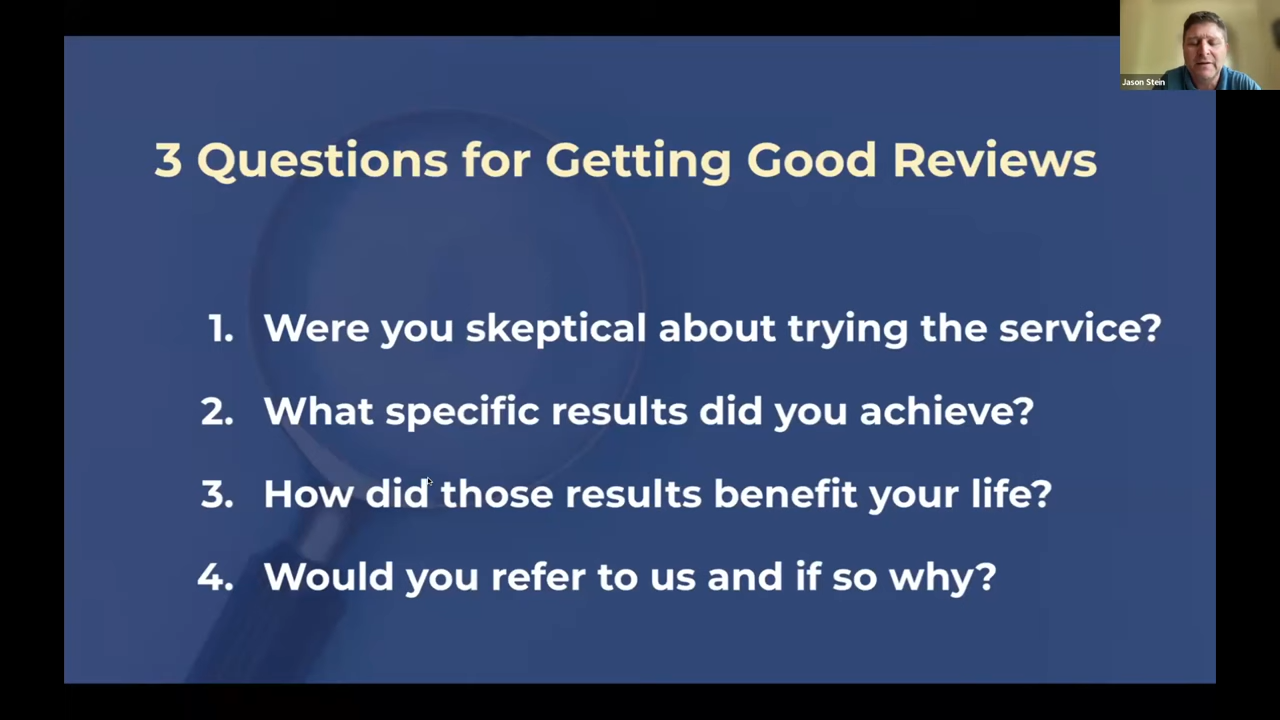 3 Questions for Getting Good Reviews
1. Were you skeptical about trying the service?
2. What specific results did you achieve?
3. How did those results benefit your life?
4. Would you refer to us and if so why?
Jason Stein